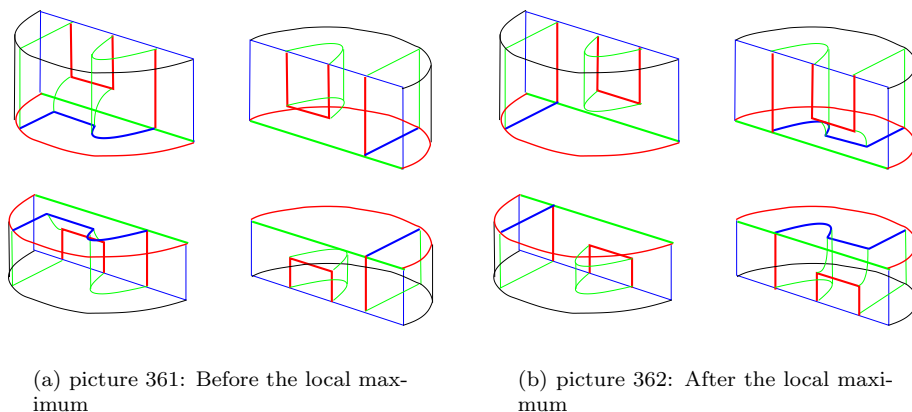 (a) picture 361: Before the local max-
imum
(b) picture 362: After the local maxi-
mum